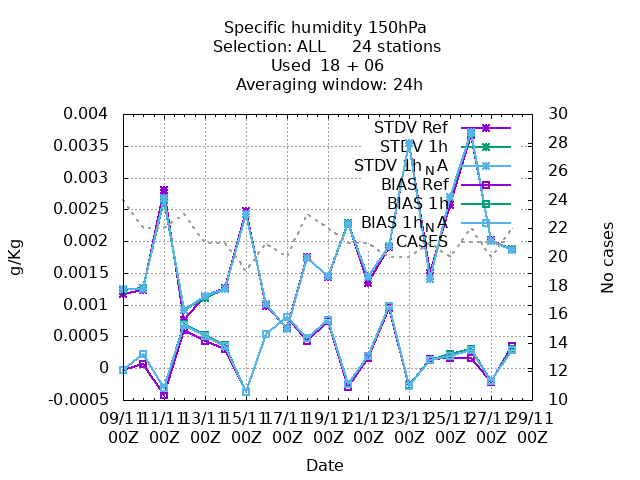 Specific humidity 150hPa
Selection: ALL 24 stations
Used 18 + 06
Averaging window: 24h
0.004
0.0035
0.003
0.0025
0.002
0.0015
0.001
0.0005
0
-0.0005
30
28
26
24
22
20
18
16
14
12
10
STDV Ref
STDV 1h
STDV 1h_NA
BIAS Ref
BIAS 1h
BIAS 1h_NA
CASES
g/Kg
No cases
09/11 11/11 13/11 15/11 17/11 19/11 21/11 23/11 25/11 27/11 29/11
00Z 00Z 00Z 00Z 00Z 00Z 00Z 00Z 00Z 00Z 00Z
Date